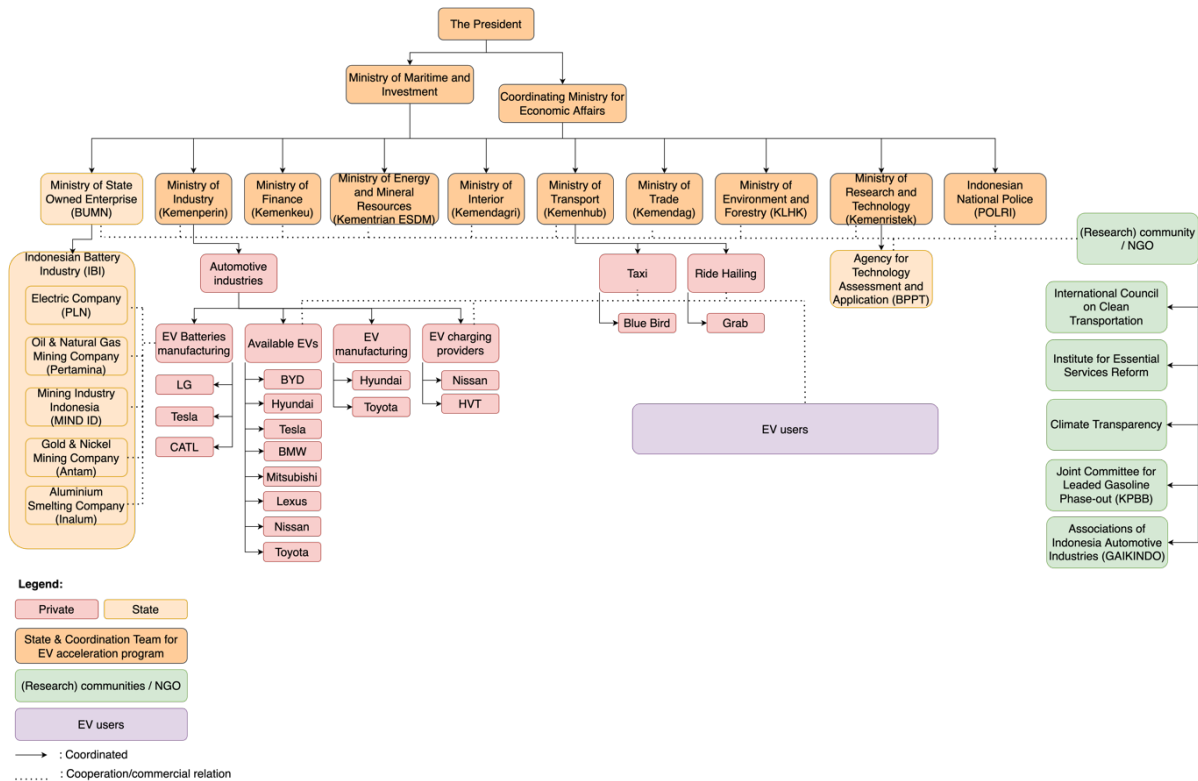 The President
Ministry of Maritime and
Investment
Coordinating Ministry for
Economic Affairs
Ministry of State
Owned Enterprise
(BUMN)
Ministry of
Industry
(Kemenperin)
Ministry of
Finance
(Kemenkeu)
Ministry of Energy
and Mineral
Resources
(Kementrian ESDM)
Ministry of
Interior
(Kemendagri)
Ministry of
Transport
(Kemenhub)
Ministry of
Trade
(Kemendag)
Ministry of
Environment and
Forestry (KLHK)
Ministry of
Research and
Technology
(Kemenristek)
Indonesian
National Police
(POLRI)
(Research) community
/ NGO
Indonesian Battery
Industry (IBI)
Electric Company
(PLN)
Oil & Natural Gas
Mining Company
(Pertamina)
Mining Industry
Indonesia
(MIND ID)
Gold & Nickel
Mining Company
(Antam)
Aluminium
Smelting Company
(Inalum)
Automotive
industries
EV Batteries
manufacturing
LG
Tesla
CATL
Available EVs
BYD
Hyundai
Tesla
BMW
Mitsubishi
Lexus
Nissan
Toyota
EV
manufacturing
Hyundai
Toyota
EV charging
providers
Nissan
HVT
Taxi
Blue Bird
Ride Hailing
Grab
Agency for
Technology
Assessment and
Application (BPPT)
EV users
International Council
on Clean
Transportation
Institute for Essential
Services Reform
Climate Transparency
Joint Committee for
Leaded Gasoline
Phase-out (KPBB)
Associations of
Indonesia Automotive
Industries (GAIKINDO)
Legend:
Private
State
State & Coordination Team for
EV acceleration program
(Research) communities / NGO
EV users
: Coordinated
: Cooperation/commercial relation